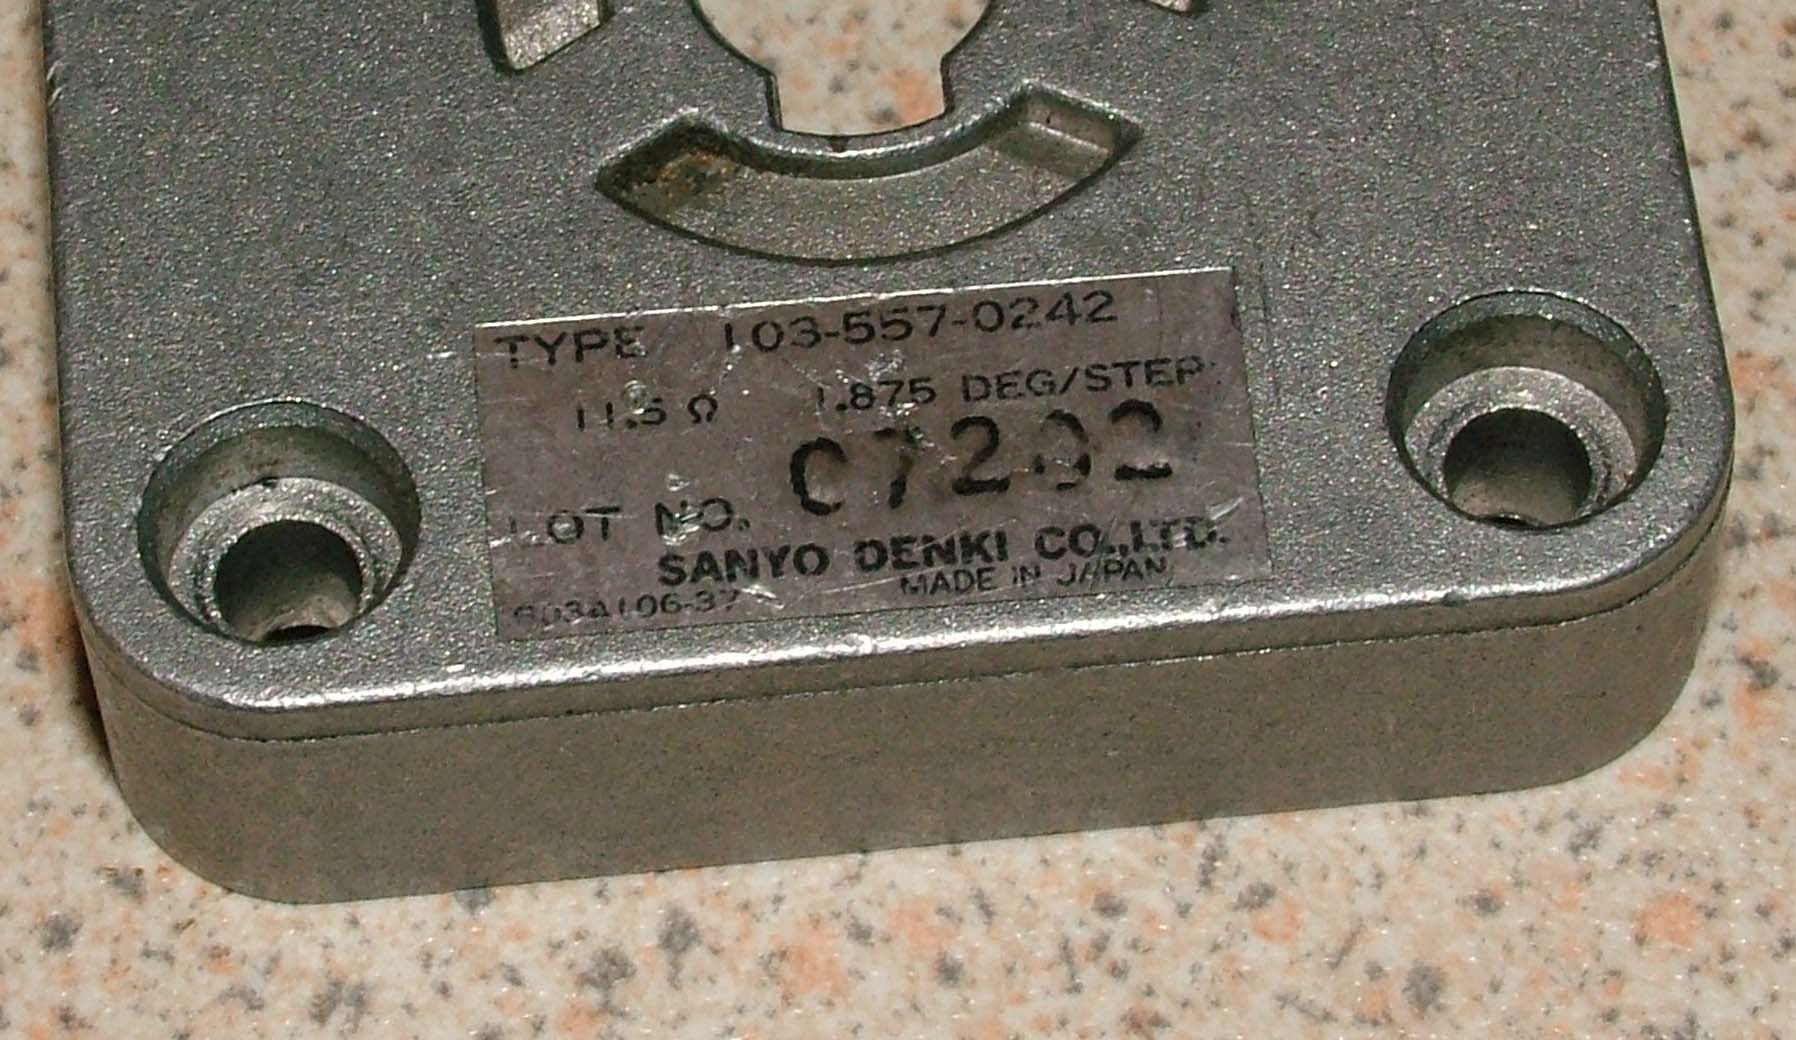 TYPE 103-557-0242
11.5 Ω 1.875 DEG/STEP
LOT NO. C7202
SANYO DENKI CO.,LTD.
MADE IN JAPAN